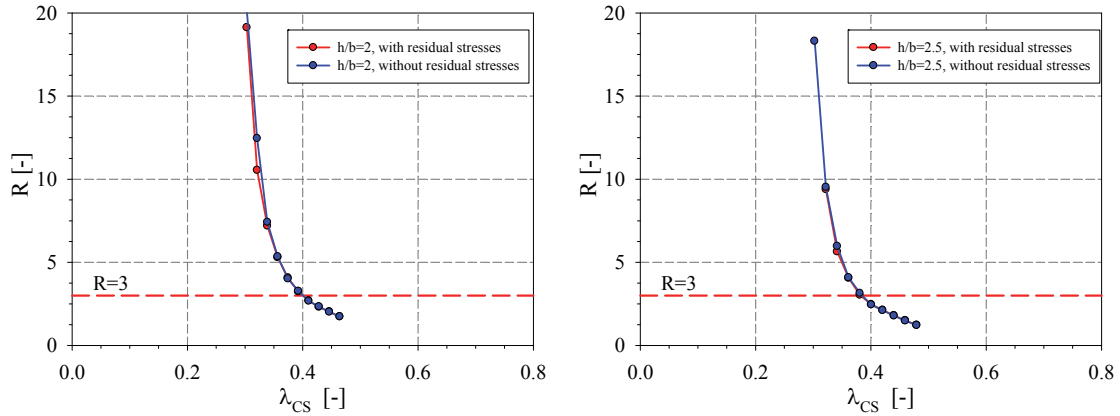 20
15
10
5
0
R [-]
h/b=2, with residual stresses
h/b=2, without residual stresses
R=3
0.0 0.2 0.4 0.6 0.8
λCS [-]
20
15
10
5
0
R [-]
h/b=2.5, with residual stresses
h/b=2.5, without residual stresses
R=3
0.0 0.2 0.4 0.6 0.8
λCS [-]